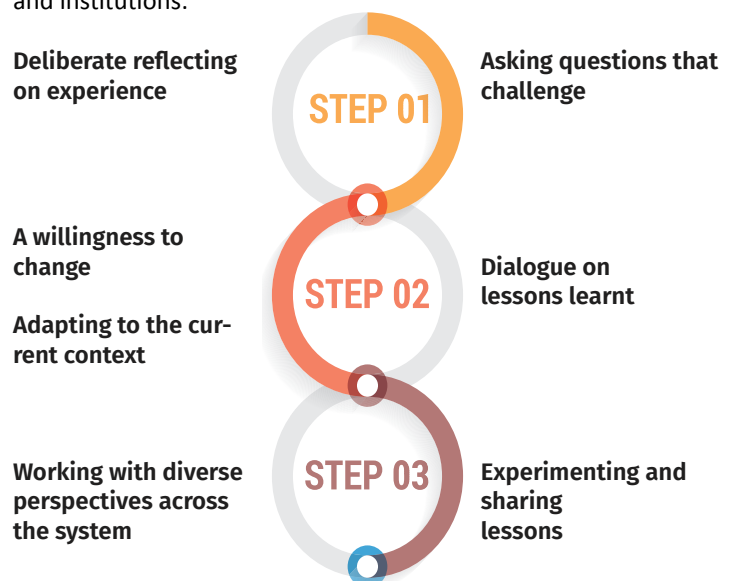 and institutions.
Deliberate reflecting
on experience
STEP 01
Asking questions that
challenge
A willingness to
change
Adapting to the cur-
rent context
STEP 02
Dialogue on
lessons learnt
Working with diverse
perspectives across
the system
STEP 03
Experimenting and
sharing
lessons